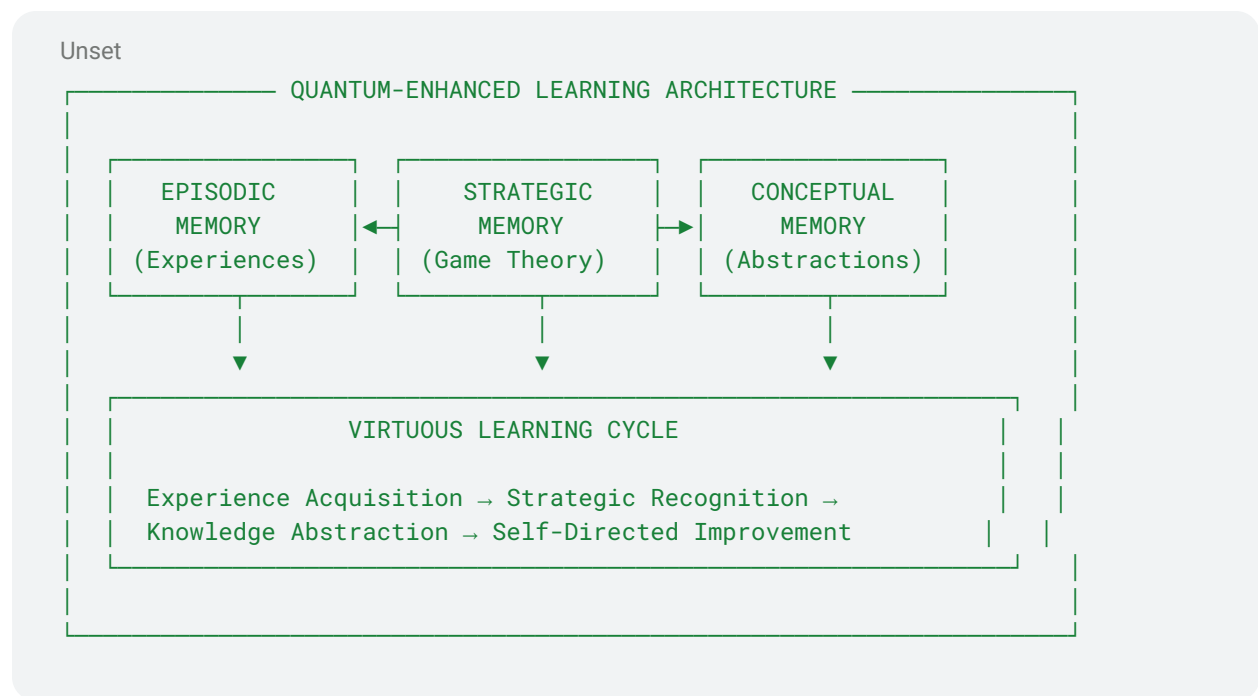 Unset
QUANTUM-ENHANCED LEARNING ARCHITECTURE
EPISODIC STRATEGIC CONCEPTUAL
MEMORY MEMORY MEMORY
(Experiences) (Game Theory) (Abstractions)
VIRTUOUS LEARNING CYCLE
Experience Acquisition → Strategic Recognition →
Knowledge Abstraction → Self-Directed Improvement